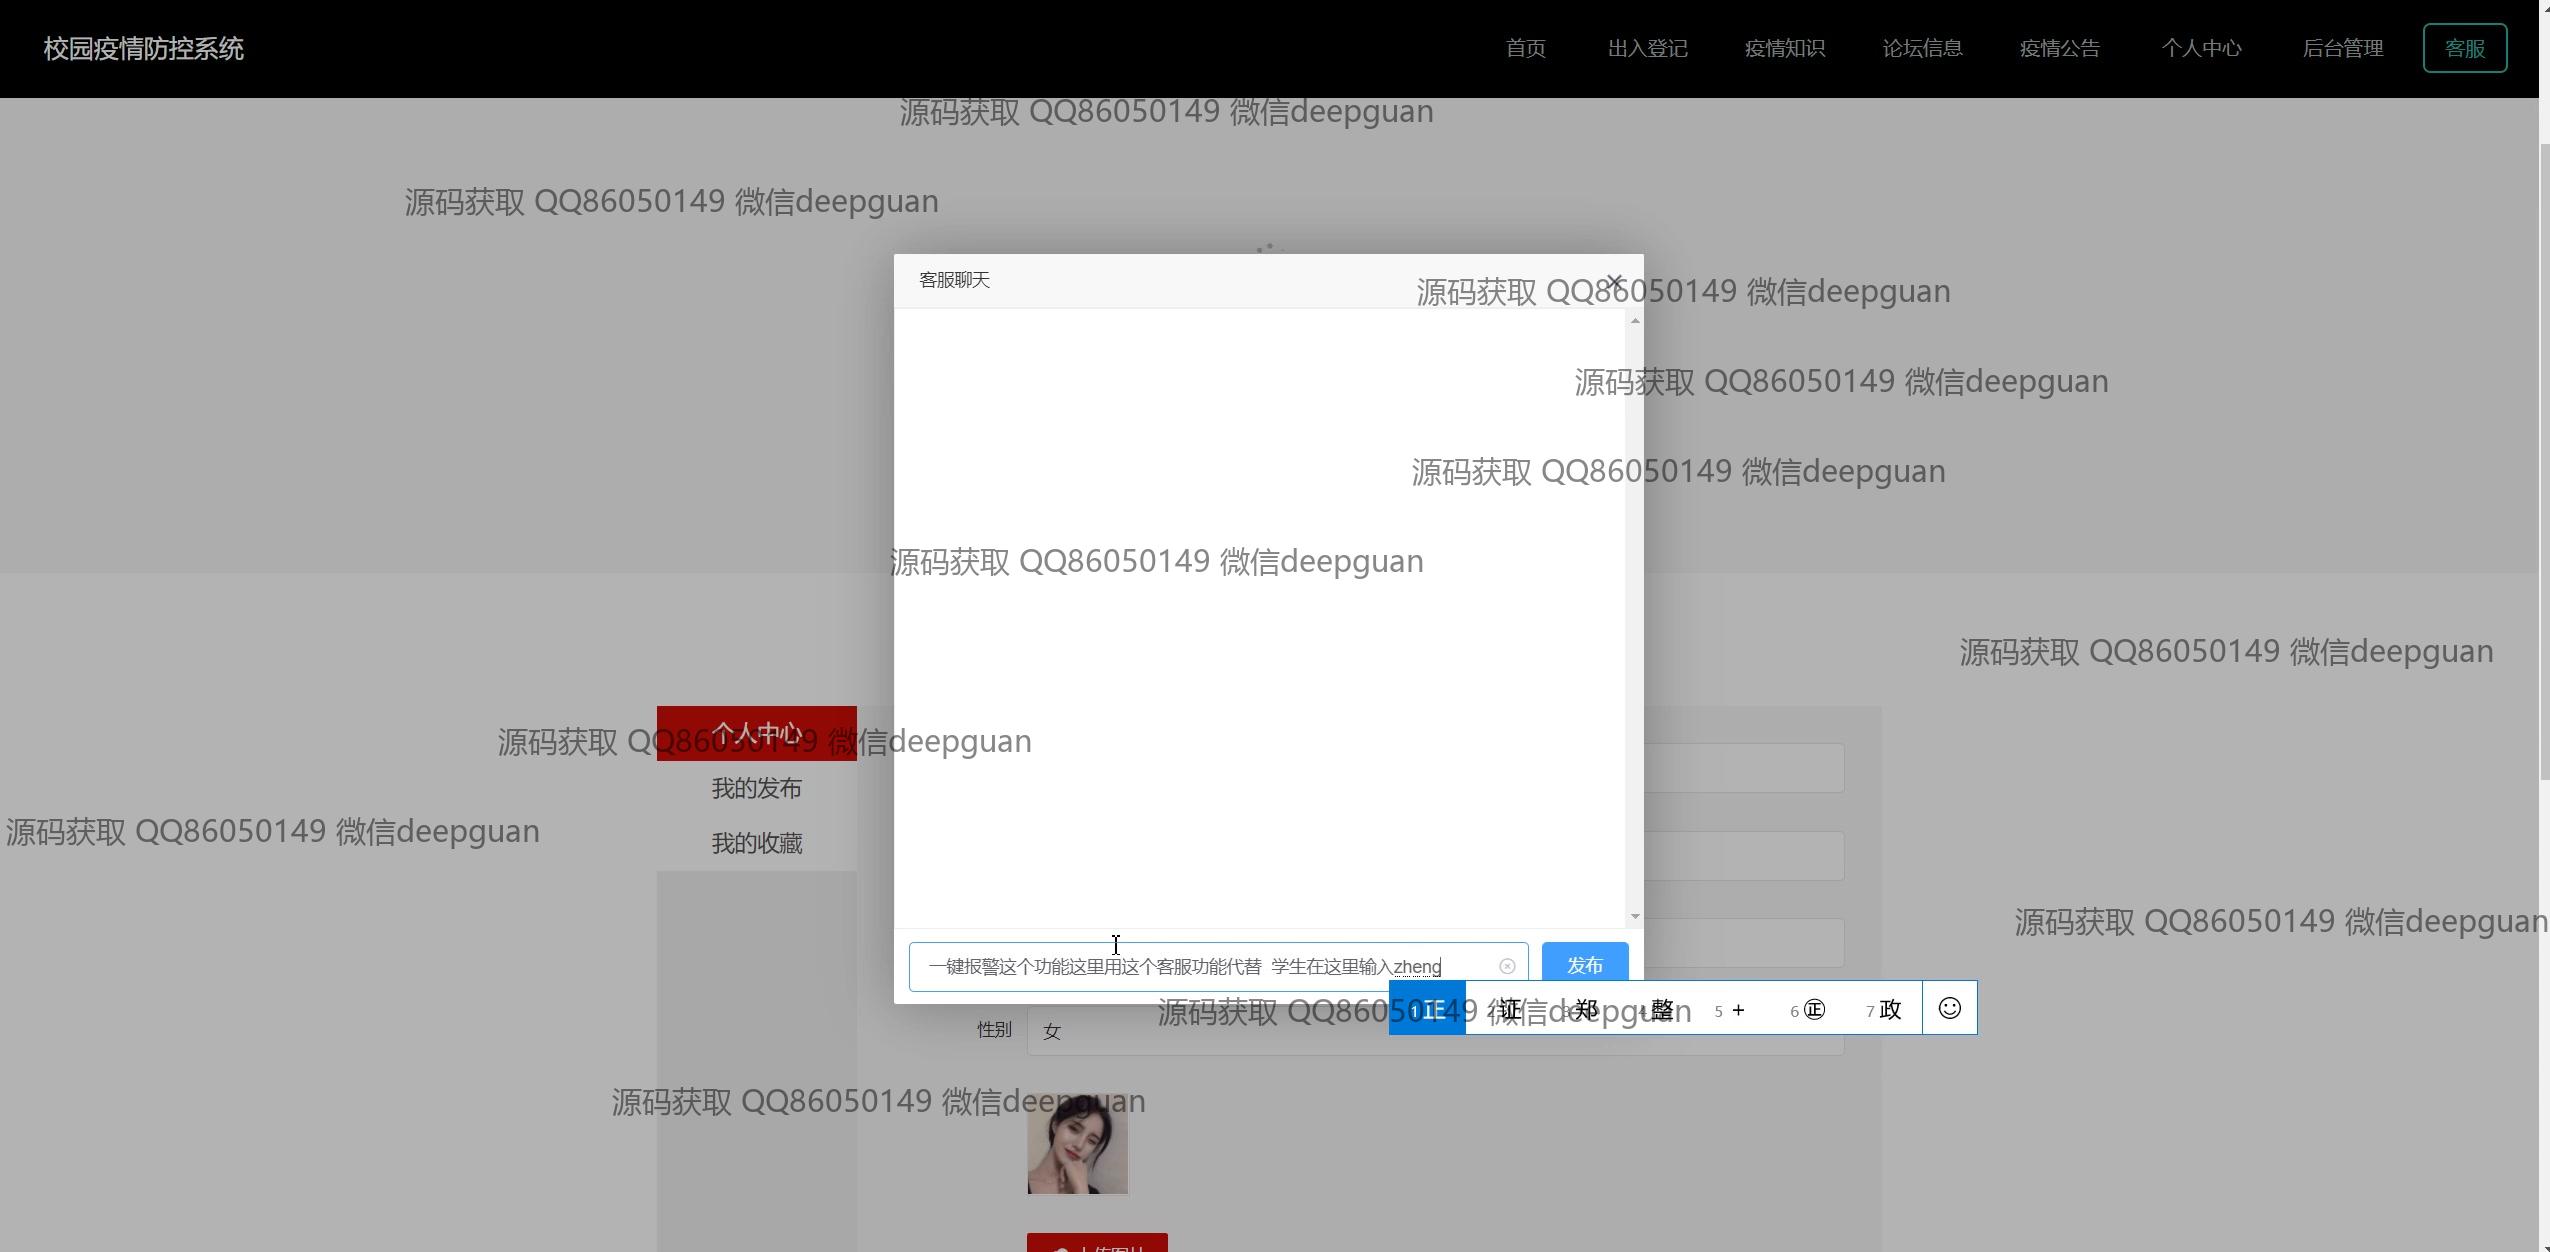 校园疫情防控系统
首页
出入登记
疫情知识
论坛信息
疫情公告
个人中心
后台管理
客服
源码获取 QQ86050149 微信deepguan
源码获取 QQ86050149 微信deepguan
客服聊天
源码获取 QQ86050149 微信deepguan
源码获取 QQ86050149 微信deepguan
源码获取 QQ86050149 微信deepguan
源码获取 QQ86050149 微信deepguan
源码获取 QQ86050149 微信deepguan
个人中心
源码获取 QQ86050149 微信deepguan
我的发布
源码获取 QQ86050149 微信deepguan
我的收藏
源码获取 QQ86050149 微信deepguan
一键报警这个功能这里用这个客服功能代替 学生在这里输入zheng
发布
源码获取 QQ86050149 微信deepguan
1 正 2 证 3 郑 4 整 5 + 6 ㊣ 7 政
性别
女
源码获取 QQ86050149 微信deepguan
上传图片